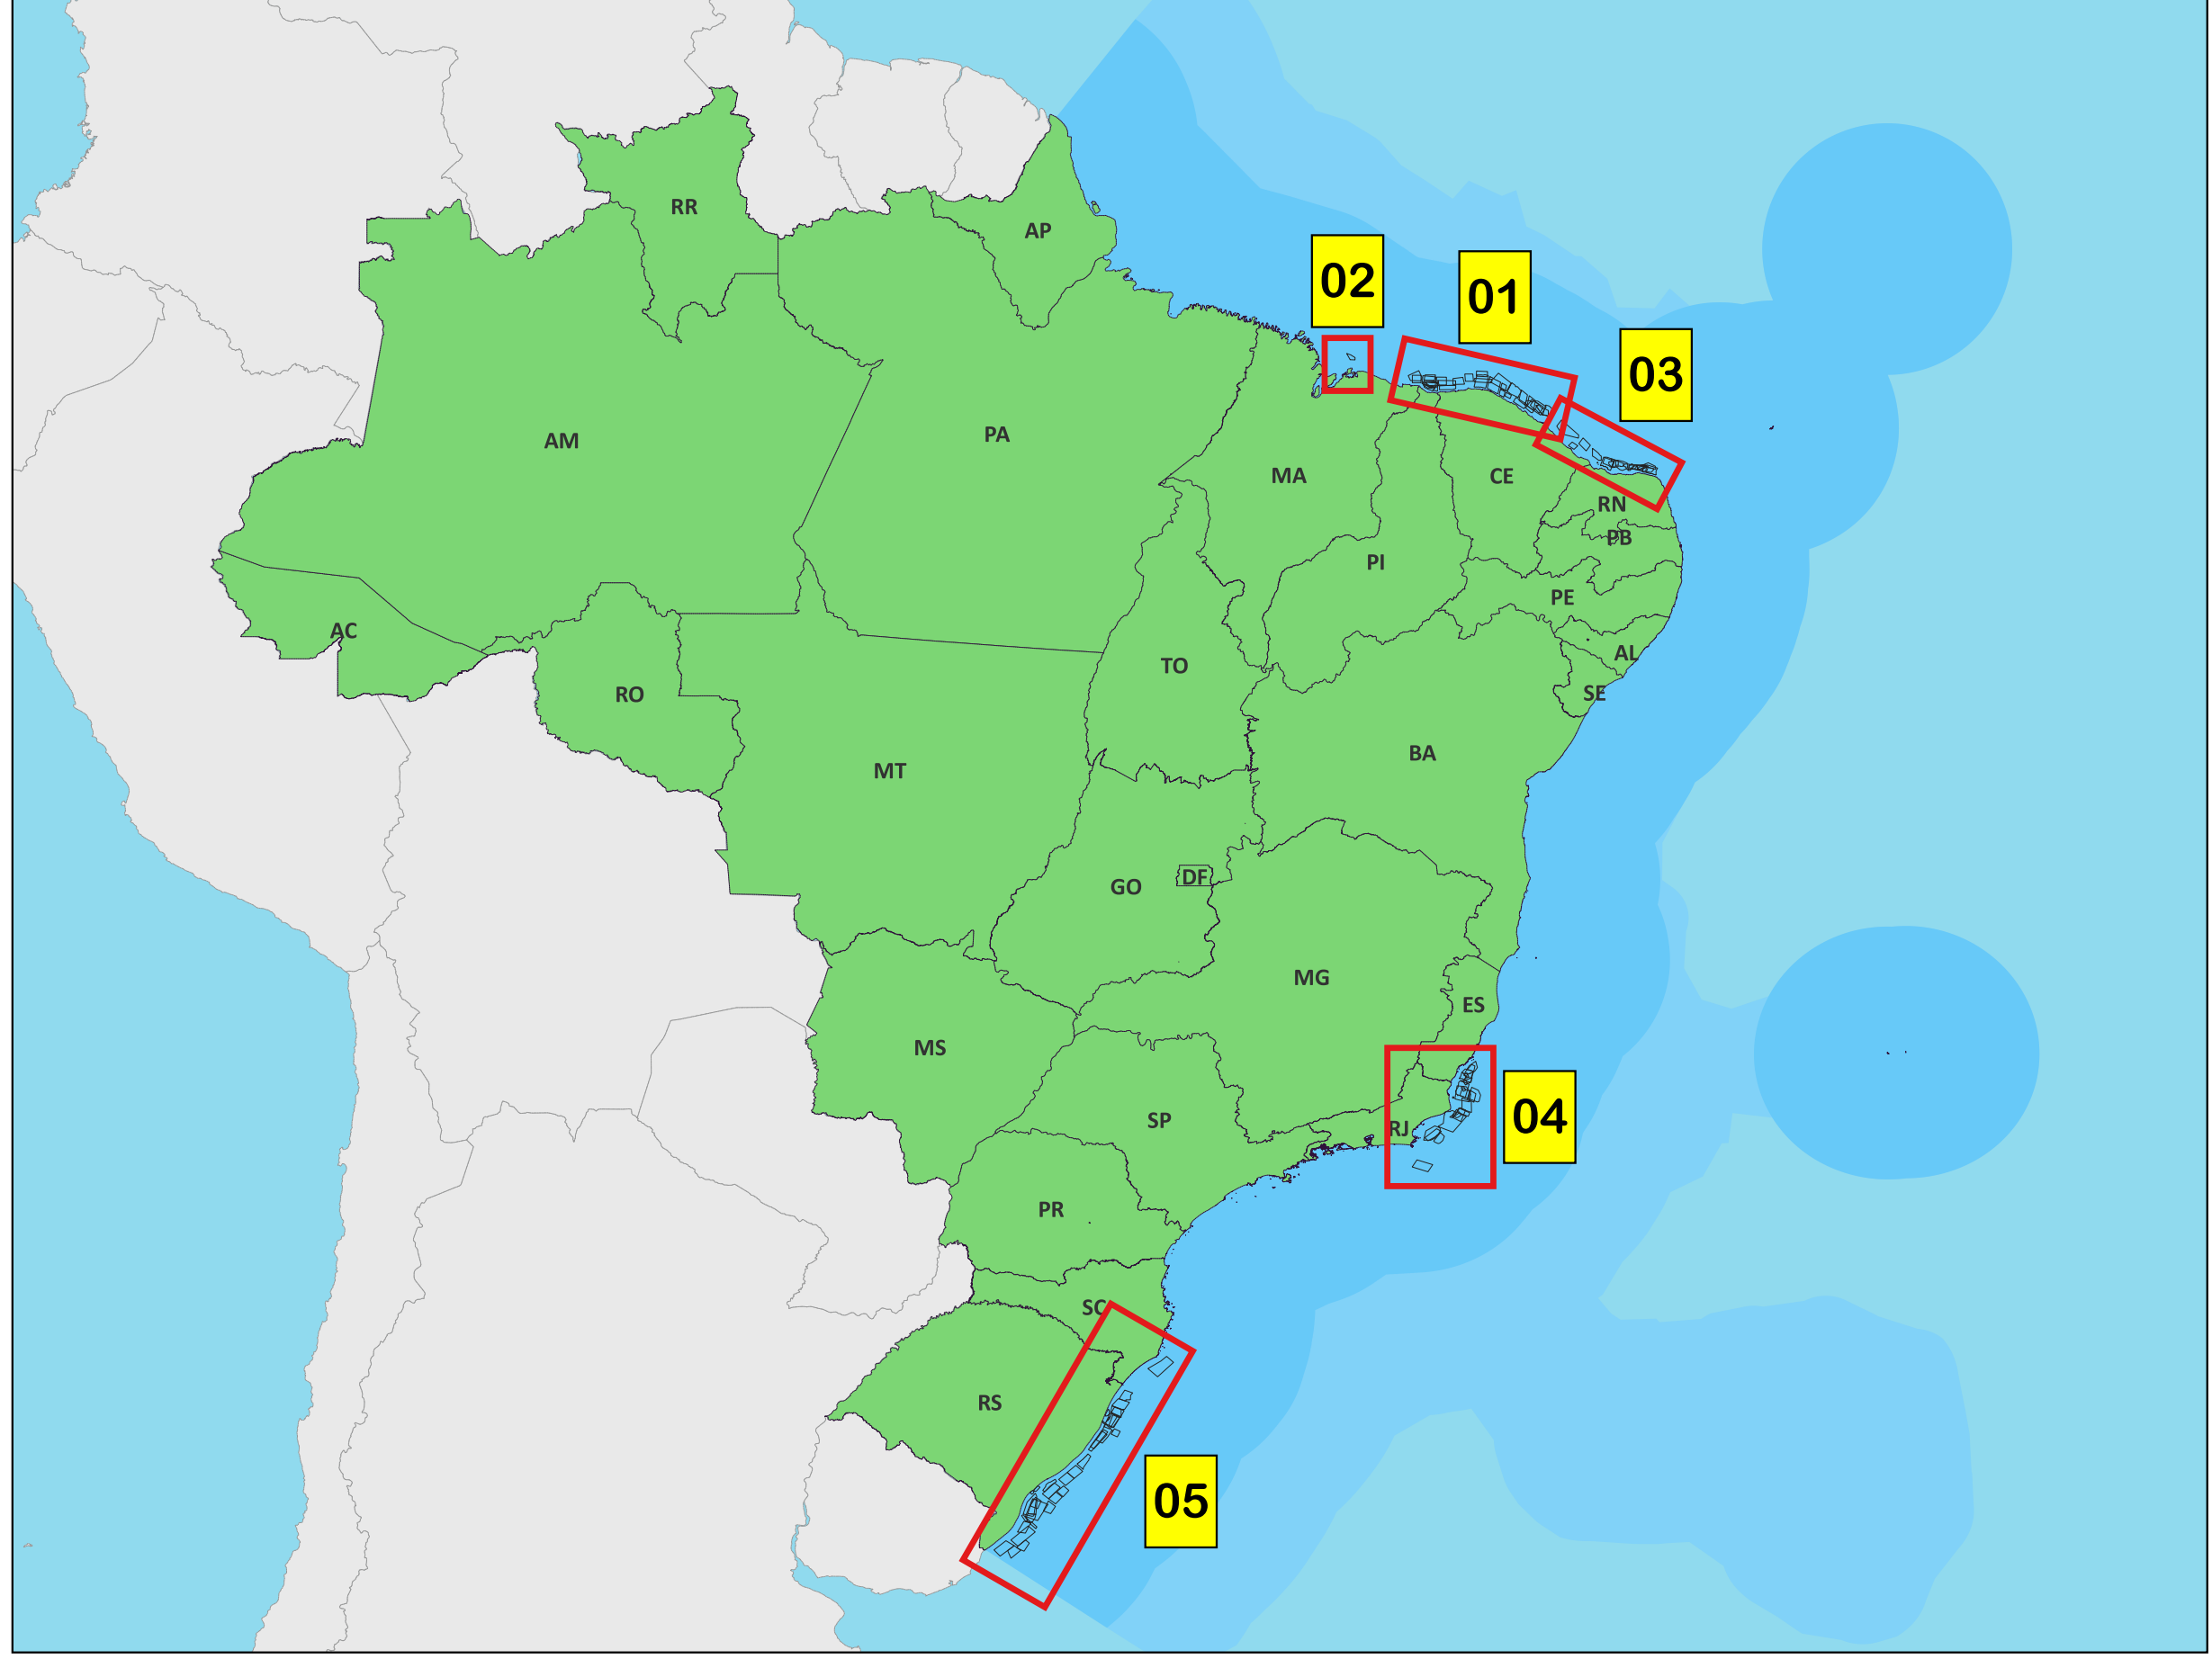 RR
AP
02
01
03
AM
PA
MA
CE
RN
PB
PI
PE
AC
AL
TO
RO
SE
BA
MT
DF
GO
MG
ES
MS
04
SP
RJ
PR
SC
RS
05